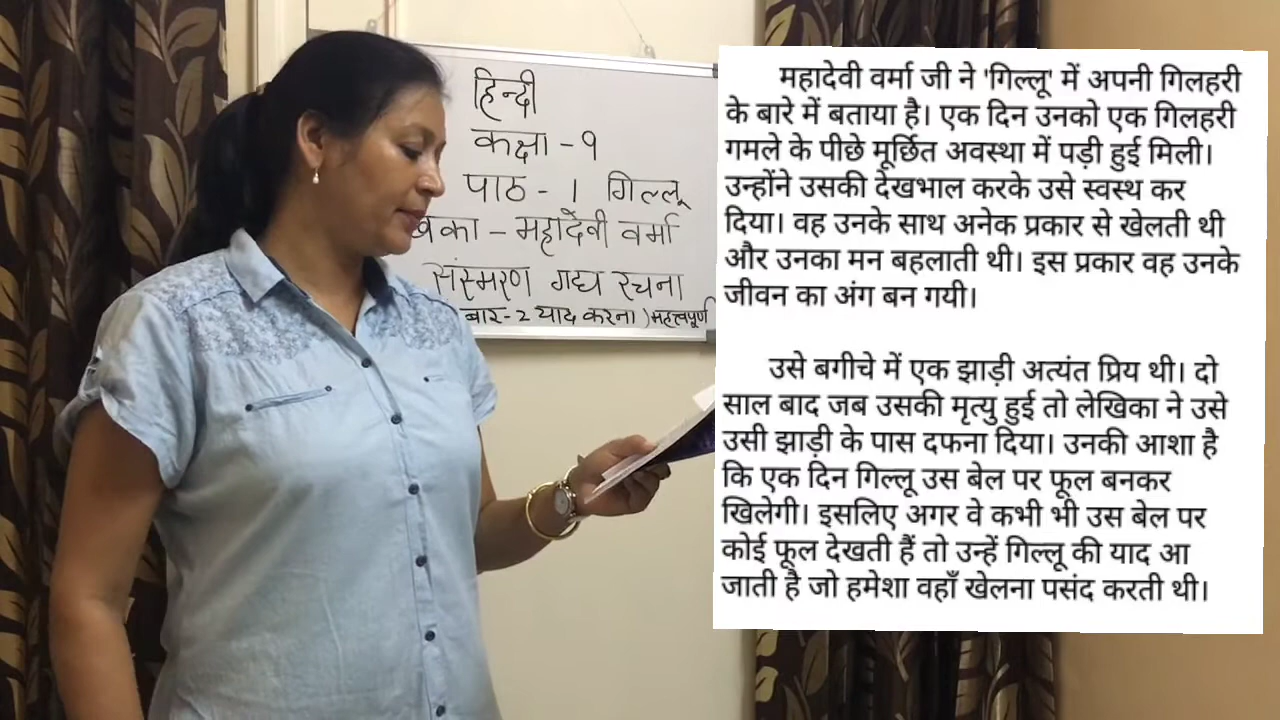 हिन्दी
कक्षा - ९
पाठ - 1 गिल्लू
खिका - महादेवी वर्मा
संस्मरण गद्य रचना
बार-2 याद करना ) महत्त्वपूर्ण
महादेवी वर्मा जी ने 'गिल्लू' में अपनी गिलहरी
के बारे में बताया है। एक दिन उनको एक गिलहरी
गमले के पीछे मूर्छित अवस्था में पड़ी हुई मिली।
उन्होंने उसकी देखभाल करके उसे स्वस्थ कर
दिया। वह उनके साथ अनेक प्रकार से खेलती थी
और उनका मन बहलाती थी। इस प्रकार वह उनके
जीवन का अंग बन गयी।
उसे बगीचे में एक झाड़ी अत्यंत प्रिय थी। दो
साल बाद जब उसकी मृत्यु हुई तो लेखिका ने उसे
उसी झाड़ी के पास दफना दिया। उनकी आशा है
कि एक दिन गिल्लू उस बेल पर फूल बनकर
खिलेगी। इसलिए अगर वे कभी भी उस बेल पर
कोई फूल देखती हैं तो उन्हें गिल्लू की याद आ
जाती है जो हमेशा वहाँ खेलना पसंद करती थी।